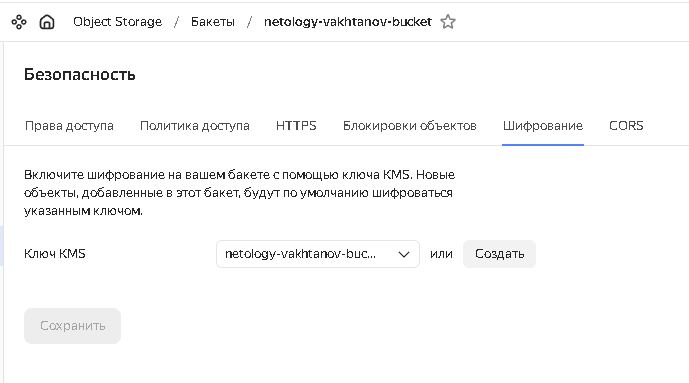 Object Storage / Бакеты / netology-vakhtanov-bucket
Безопасность
Права доступа Политика доступа HTTPS Блокировки объектов Шифрование CORS
Включите шифрование на вашем бакете с помощью ключа KMS. Новые
объекты, добавленные в этот бакет, будут по умолчанию шифроваться
указанным ключом.
Ключ KMS netology-vakhtanov-buc... или Создать
Сохранить